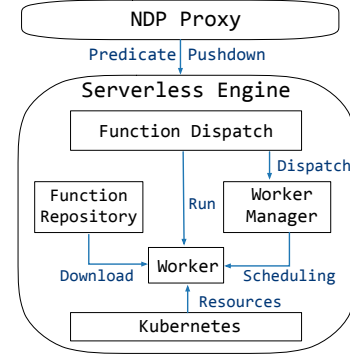 NDP Proxy
Predicate Pushdown
Serverless Engine
Function Dispatch
Dispatch
Function
Repository
Run
Worker
Manager
Download
Worker
Scheduling
Resources
Kubernetes